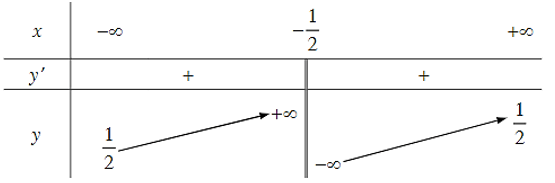 x −∞ −1/2 +∞
y′ + +
y 1/2 +∞ −∞ 1/2